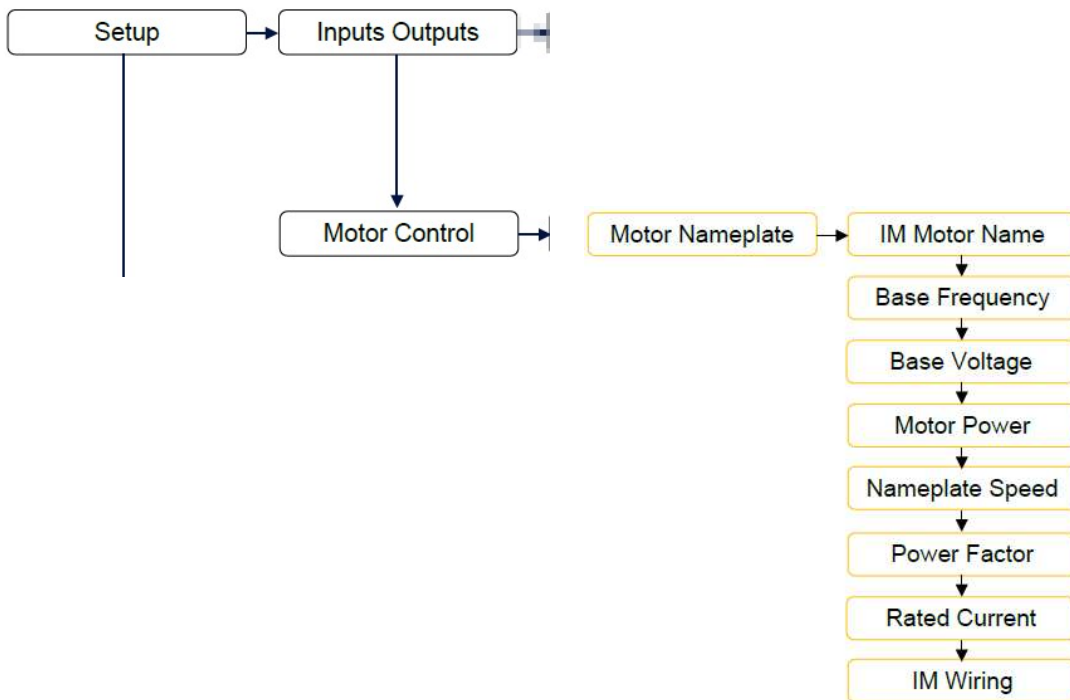 Setup
Inputs Outputs
Motor Control
Motor Nameplate
IM Motor Name
Base Frequency
Base Voltage
Motor Power
Nameplate Speed
Power Factor
Rated Current
IM Wiring